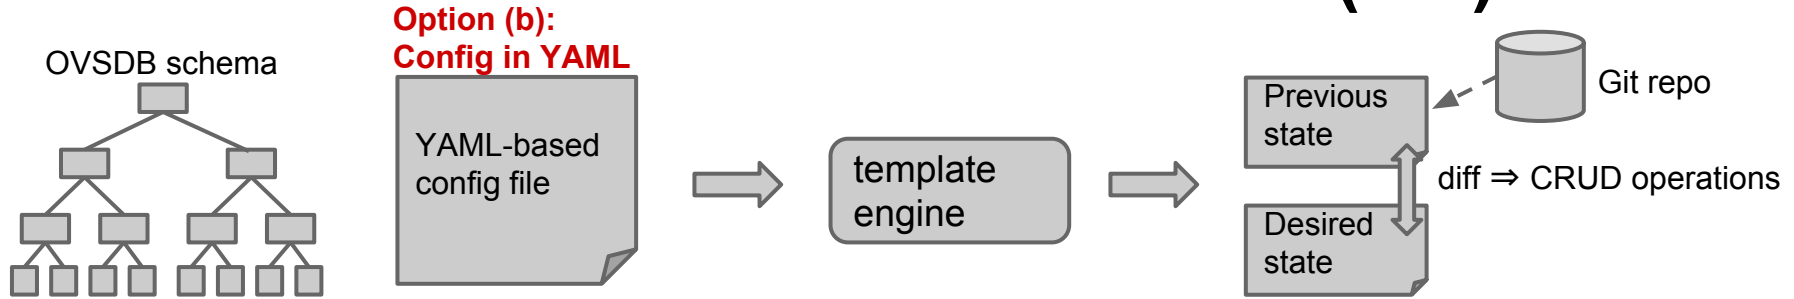 OVSDB schema
Option (b):
Config in YAML
YAML-based
config file
template
engine
Previous
state
Git repo
diff ⇒ CRUD operations
Desired
state